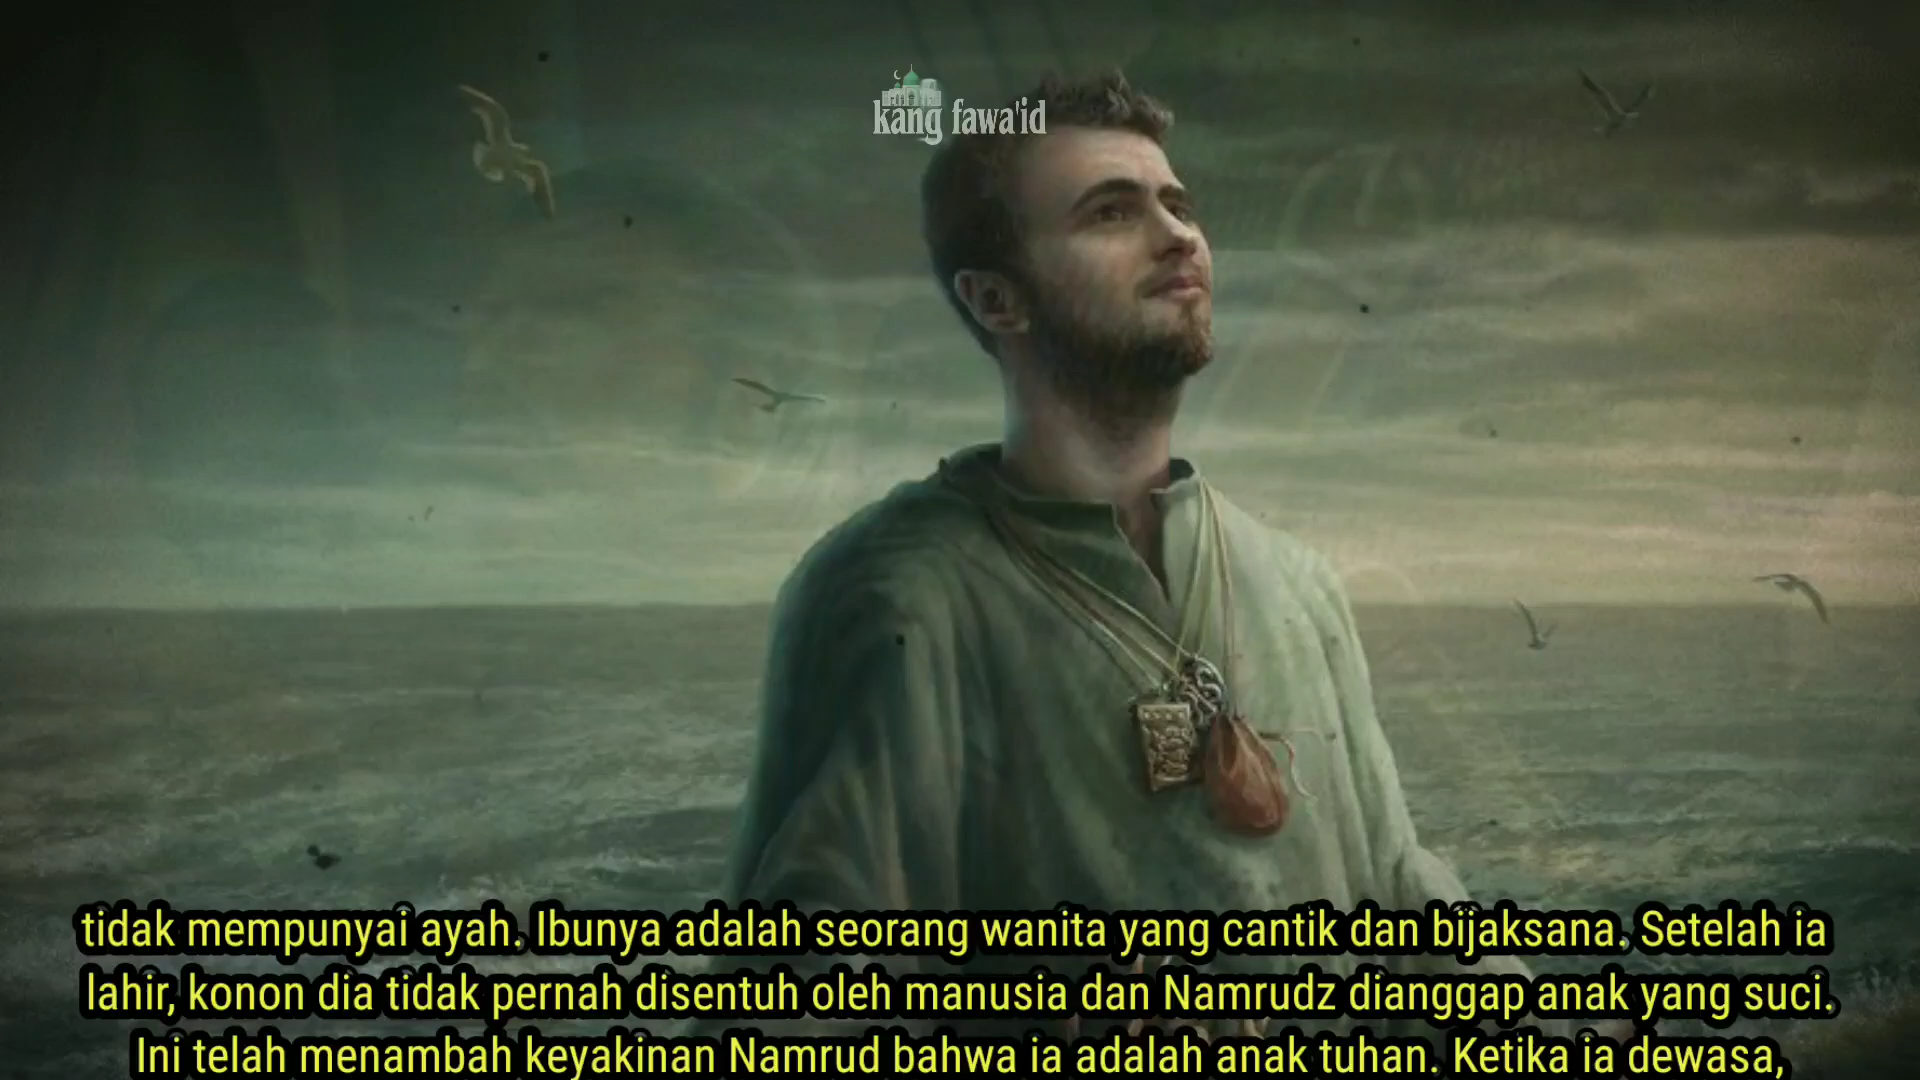 kang fawa'id
tidak mempunyai ayah. Ibunya adalah seorang wanita yang cantik dan bijaksana. Setelah ia
lahir, konon dia tidak pernah disentuh oleh manusia dan Namrudz dianggap anak yang suci.
Ini telah menambah keyakinan Namrud bahwa ia adalah anak tuhan. Ketika ia dewasa,